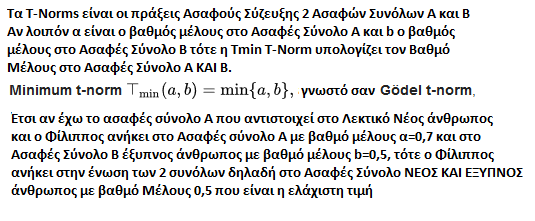 Τα T-Norms είναι οι πράξεις Ασαφούς Σύζευξης 2 Ασαφών Συνόλων Α και Β
Αν λοιπόν α είναι ο βαθμός μέλους στο Ασαφές Σύνολο Α και b ο βαθμός
μέλους στο Ασαφές Σύνολο Β τότε η Tmin T-Norm υπολογίζει τον Βαθμό
Μέλους στο Ασαφές Σύνολο Α ΚΑΙ Β.
Minimum t-norm ⊤min(a, b) = min{a, b}, γνωστό σαν Gödel t-norm,
Έτσι αν έχω το ασαφές σύνολο Α που αντιστοιχεί στο Λεκτικό Νέος άνθρωπος
και ο Φίλιππος ανήκει στο Ασαφές σύνολο Α με βαθμό μέλους α=0,7 και στο
Ασαφές Σύνολο Β έξυπνος άνθρωπος με βαθμό μέλους b=0,5, τότε ο Φίλιππος
ανήκει στην ένωση των 2 συνόλων δηλαδή στο Ασαφές Σύνολο ΝΕΟΣ ΚΑΙ ΕΞΥΠΝΟΣ
άνθρωπος με βαθμό Μέλους 0,5 που είναι η ελάχιστη τιμή